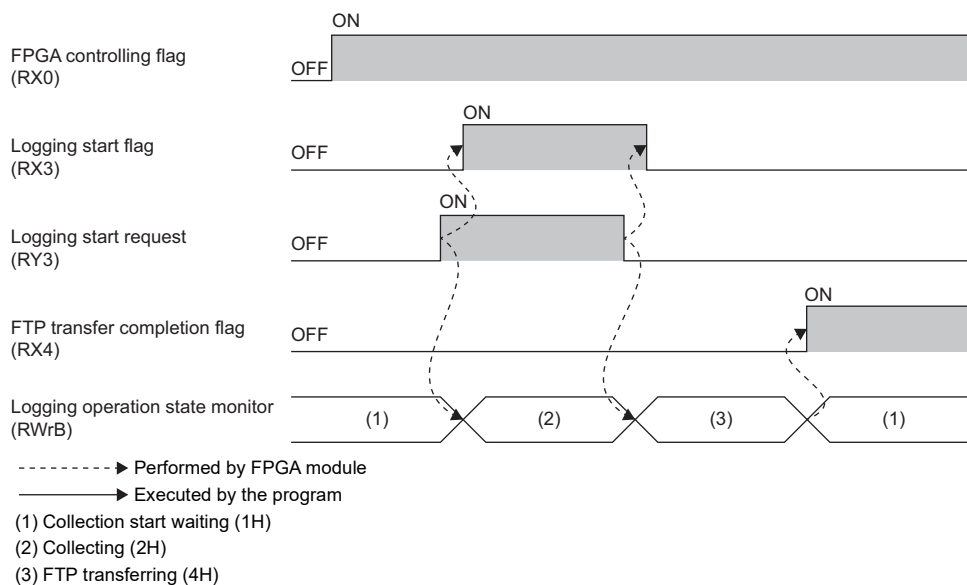 ON
FPGA controlling flag
(RX0)
OFF
ON
Logging start flag
(RX3)
OFF
ON
Logging start request
(RY3)
OFF
ON
FTP transfer completion flag
(RX4)
OFF
Logging operation state monitor
(RWrB)
(1) (2) (3) (1)
Performed by FPGA module
Executed by the program
(1) Collection start waiting (1H)
(2) Collecting (2H)
(3) FTP transferring (4H)